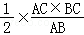 1/2 × (AC×BC)/AB